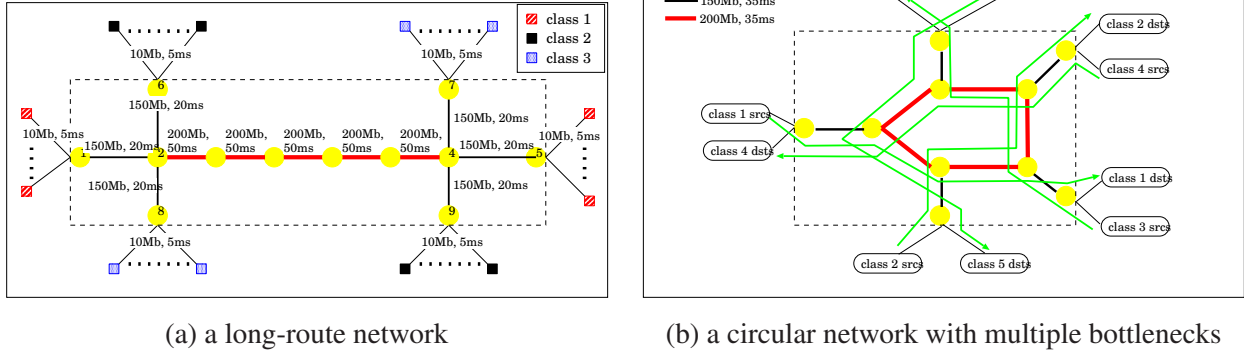 class 1
class 2
class 3
10Mb, 5ms
10Mb, 5ms
6
7
150Mb, 20ms
150Mb, 20ms
10Mb, 5ms
200Mb, 200Mb, 200Mb, 200Mb, 200Mb,
50ms 50ms 50ms 50ms 50ms
150Mb, 20ms
150Mb, 20ms
10Mb, 5ms
1
2
4
5
150Mb, 20ms
150Mb, 20ms
8
9
10Mb, 5ms
10Mb, 5ms
(a) a long-route network
150Mb, 35ms
200Mb, 35ms
class 2 dsts
class 4 srcs
class 1 srcs
class 4 dsts
class 1 dsts
class 3 srcs
class 2 srcs
class 5 dsts
(b) a circular network with multiple bottlenecks